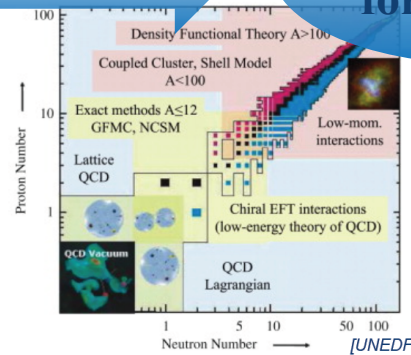 100
Density Functional Theory A>100
Coupled Cluster, Shell Model
A<100
10
Exact methods A≤12
GFMC, NCSM
Low-mom.
interactions
Proton Number
Lattice
QCD
1
Chiral EFT interactions
(low-energy theory of QCD)
QCD Vacuum
QCD
Lagrangian
1
5
10
50
100
Neutron Number